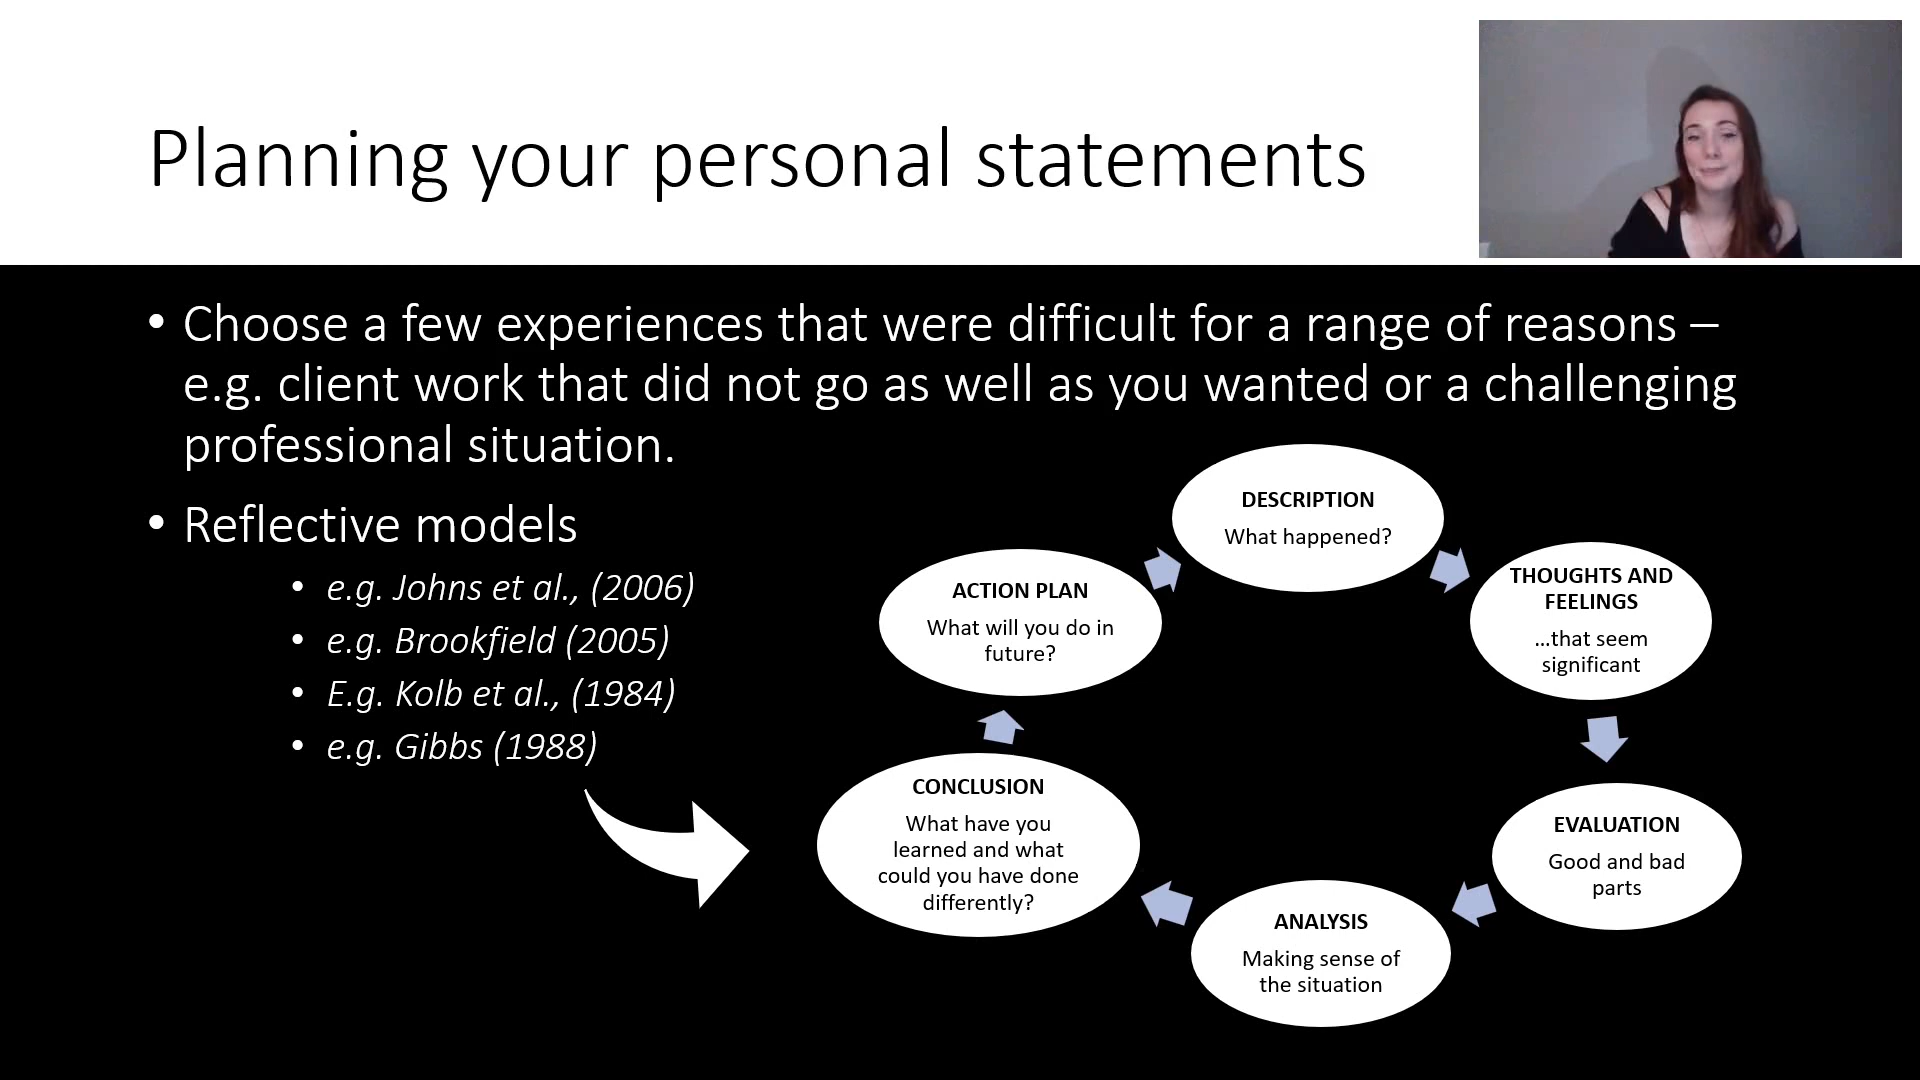 Planning your personal statements
• Choose a few experiences that were difficult for a range of reasons –
e.g. client work that did not go as well as you wanted or a challenging
professional situation.
• Reflective models
• e.g. Johns et al., (2006)
• e.g. Brookfield (2005)
• E.g. Kolb et al., (1984)
• e.g. Gibbs (1988)
DESCRIPTION
What happened?
THOUGHTS AND
FEELINGS
...that seem
significant
EVALUATION
Good and bad
parts
ANALYSIS
Making sense of
the situation
CONCLUSION
What have you
learned and what
could you have done
differently?
ACTION PLAN
What will you do in
future?